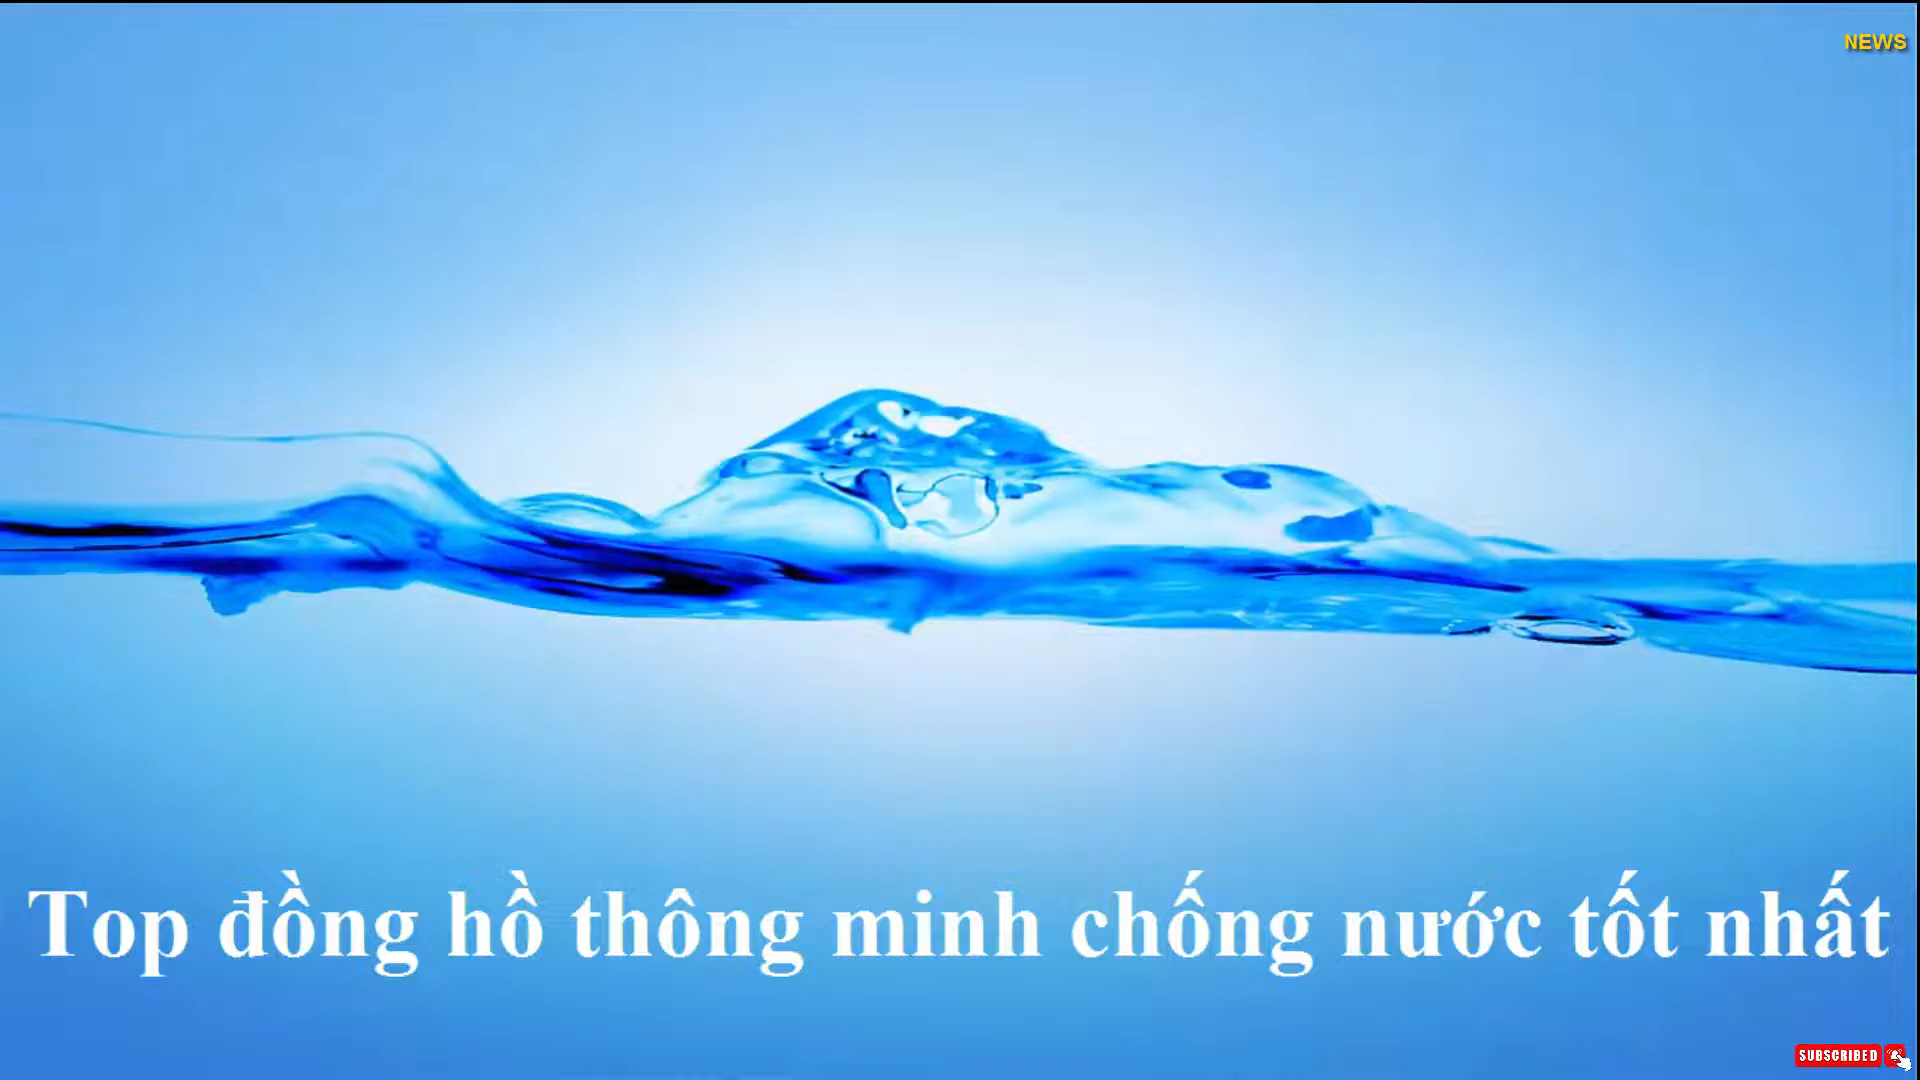 NEWS
Top đồng hồ thông minh chống nước tốt nhất
SUBSCRIBED